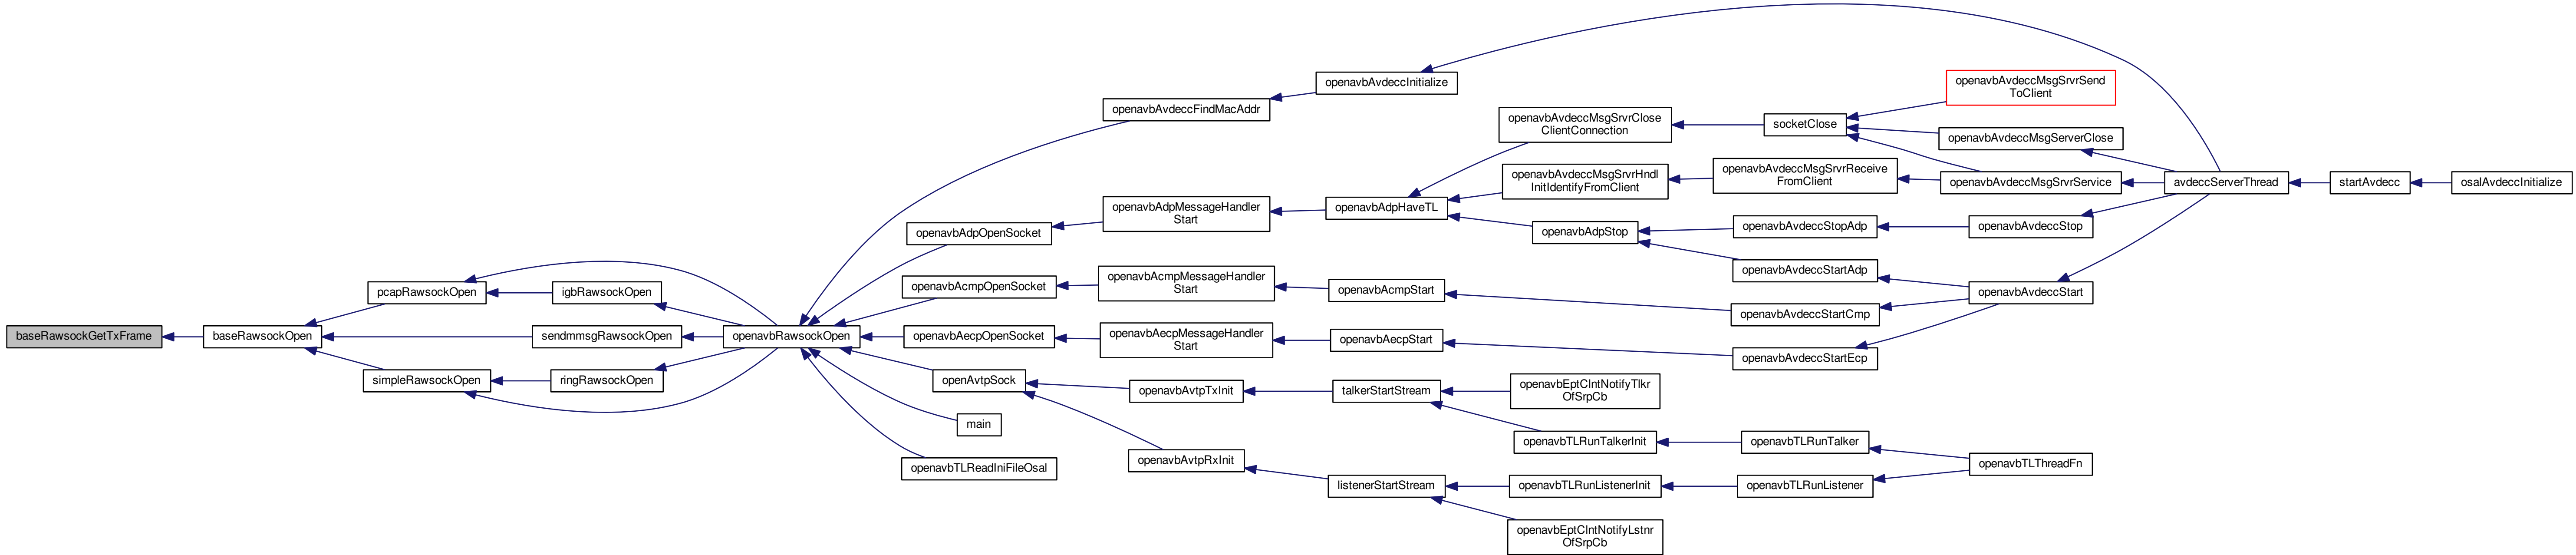 baseRawsockGetTxFrame
baseRawsockOpen
pcapRawsockOpen
simpleRawsockOpen
igbRawsockOpen
sendmmsgRawsockOpen
ringRawsockOpen
openavbRawsockOpen
openavbAvdeccFindMacAddr
openavbAdpOpenSocket
openavbAcmpOpenSocket
openavbAecpOpenSocket
openAvtpSock
main
openavbTLReadIniFileOsal
openavbAvdeccInitialize
openavbAdpMessageHandler
Start
openavbAcmpMessageHandler
Start
openavbAecpMessageHandler
Start
openavbAvtpTxInit
openavbAvtpRxInit
openavbAdpHaveTL
openavbAcmpStart
openavbAecpStart
talkerStartStream
listenerStartStream
openavbAvdeccMsgSrvrClose
ClientConnection
openavbAvdeccMsgSrvrHndl
InitIdentifyFromClient
openavbAdpStop
openavbEptClntNotifyTlkr
OfSrpCb
openavbTLRunTalkerInit
openavbTLRunListenerInit
openavbEptClntNotifyLstnr
OfSrpCb
socketClose
openavbAvdeccMsgSrvrReceive
FromClient
openavbAvdeccStopAdp
openavbAvdeccStartAdp
openavbAvdeccStartCmp
openavbAvdeccStartEcp
openavbTLRunTalker
openavbTLRunListener
openavbAvdeccMsgSrvrSend
ToClient
openavbAvdeccMsgServerClose
openavbAvdeccMsgSrvrService
openavbAvdeccStop
openavbAvdeccStart
openavbTLThreadFn
avdeccServerThread
startAvdecc
osalAvdeccInitialize